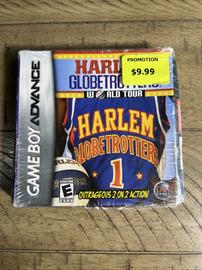 GAME BOY ADVANCE
PROMOTION
$9.99
HARLEM
GLOBETROTTERS
WORLD TOUR
HARLEM
GLOBETROTTERS
1
E
OUTRAGEOUS 2 ON 2 ACTION!